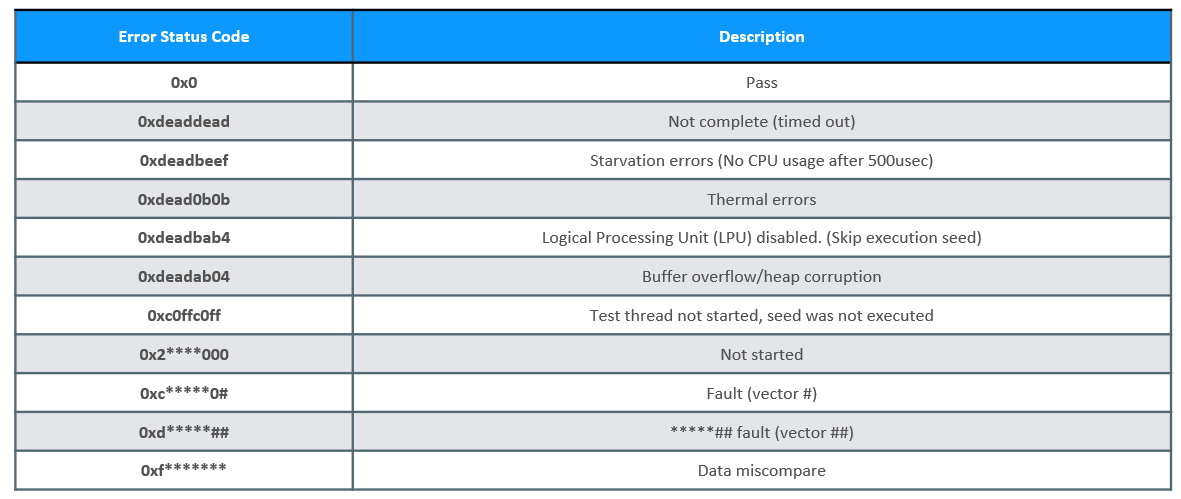 Error Status Code Description
0x0 Pass
0xdeaddead Not complete (timed out)
0xdeadbeef Starvation errors (No CPU usage after 500usec)
0xdead0b0b Thermal errors
0xdeadbab4 Logical Processing Unit (LPU) disabled. (Skip execution seed)
0xdeadab04 Buffer overflow/heap corruption
0xc0ffc0ff Test thread not started, seed was not executed
0x2****000 Not started
0xc*****0# Fault (vector #)
0xd*****## *****## fault (vector ##)
0xf******* Data miscompare